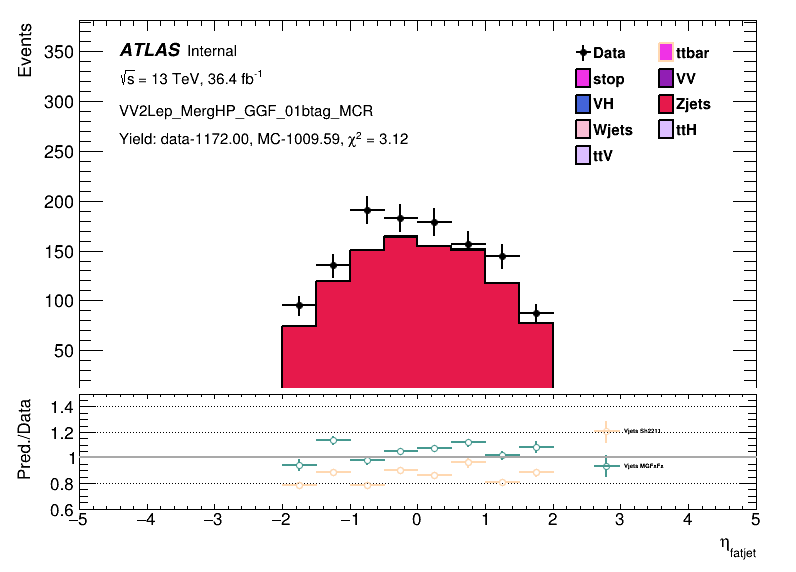 Events
350
300
250
200
150
100
50
ATLAS Internal
√s = 13 TeV, 36.4 fb⁻¹
VV2Lep_MergHP_GGF_01btag_MCR
Yield: data-1172.00, MC-1009.59, χ² = 3.12
Data
ttbar
stop
VV
VH
Zjets
Wjets
ttH
ttV
Pred./Data
1.4
1.2
1
0.8
0.6
Vjets Sh2211
Vjets MGFxFx
−5 −4 −3 −2 −1 0 1 2 3 4 5
η fatjet